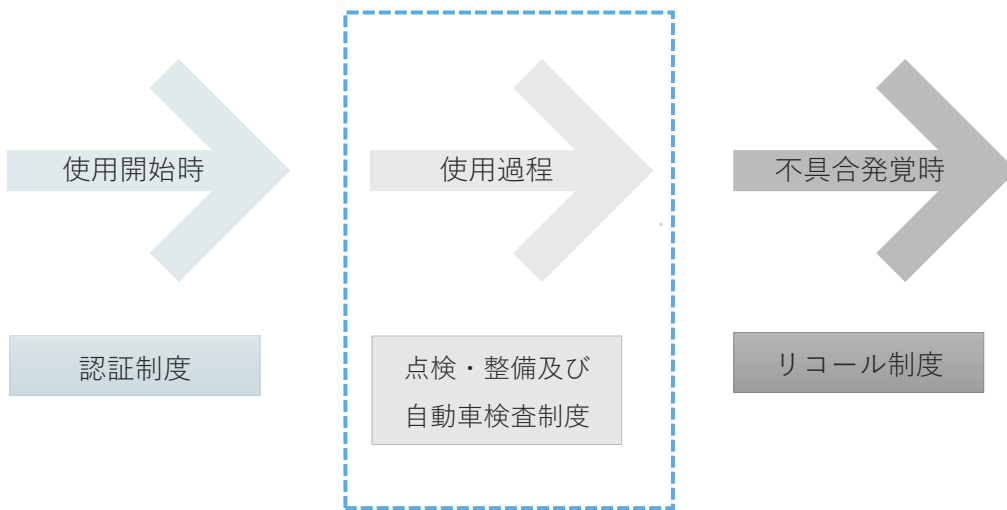 使用開始時
使用過程
不具合発覚時
認証制度
点検・整備及び
自動車検査制度
リコール制度